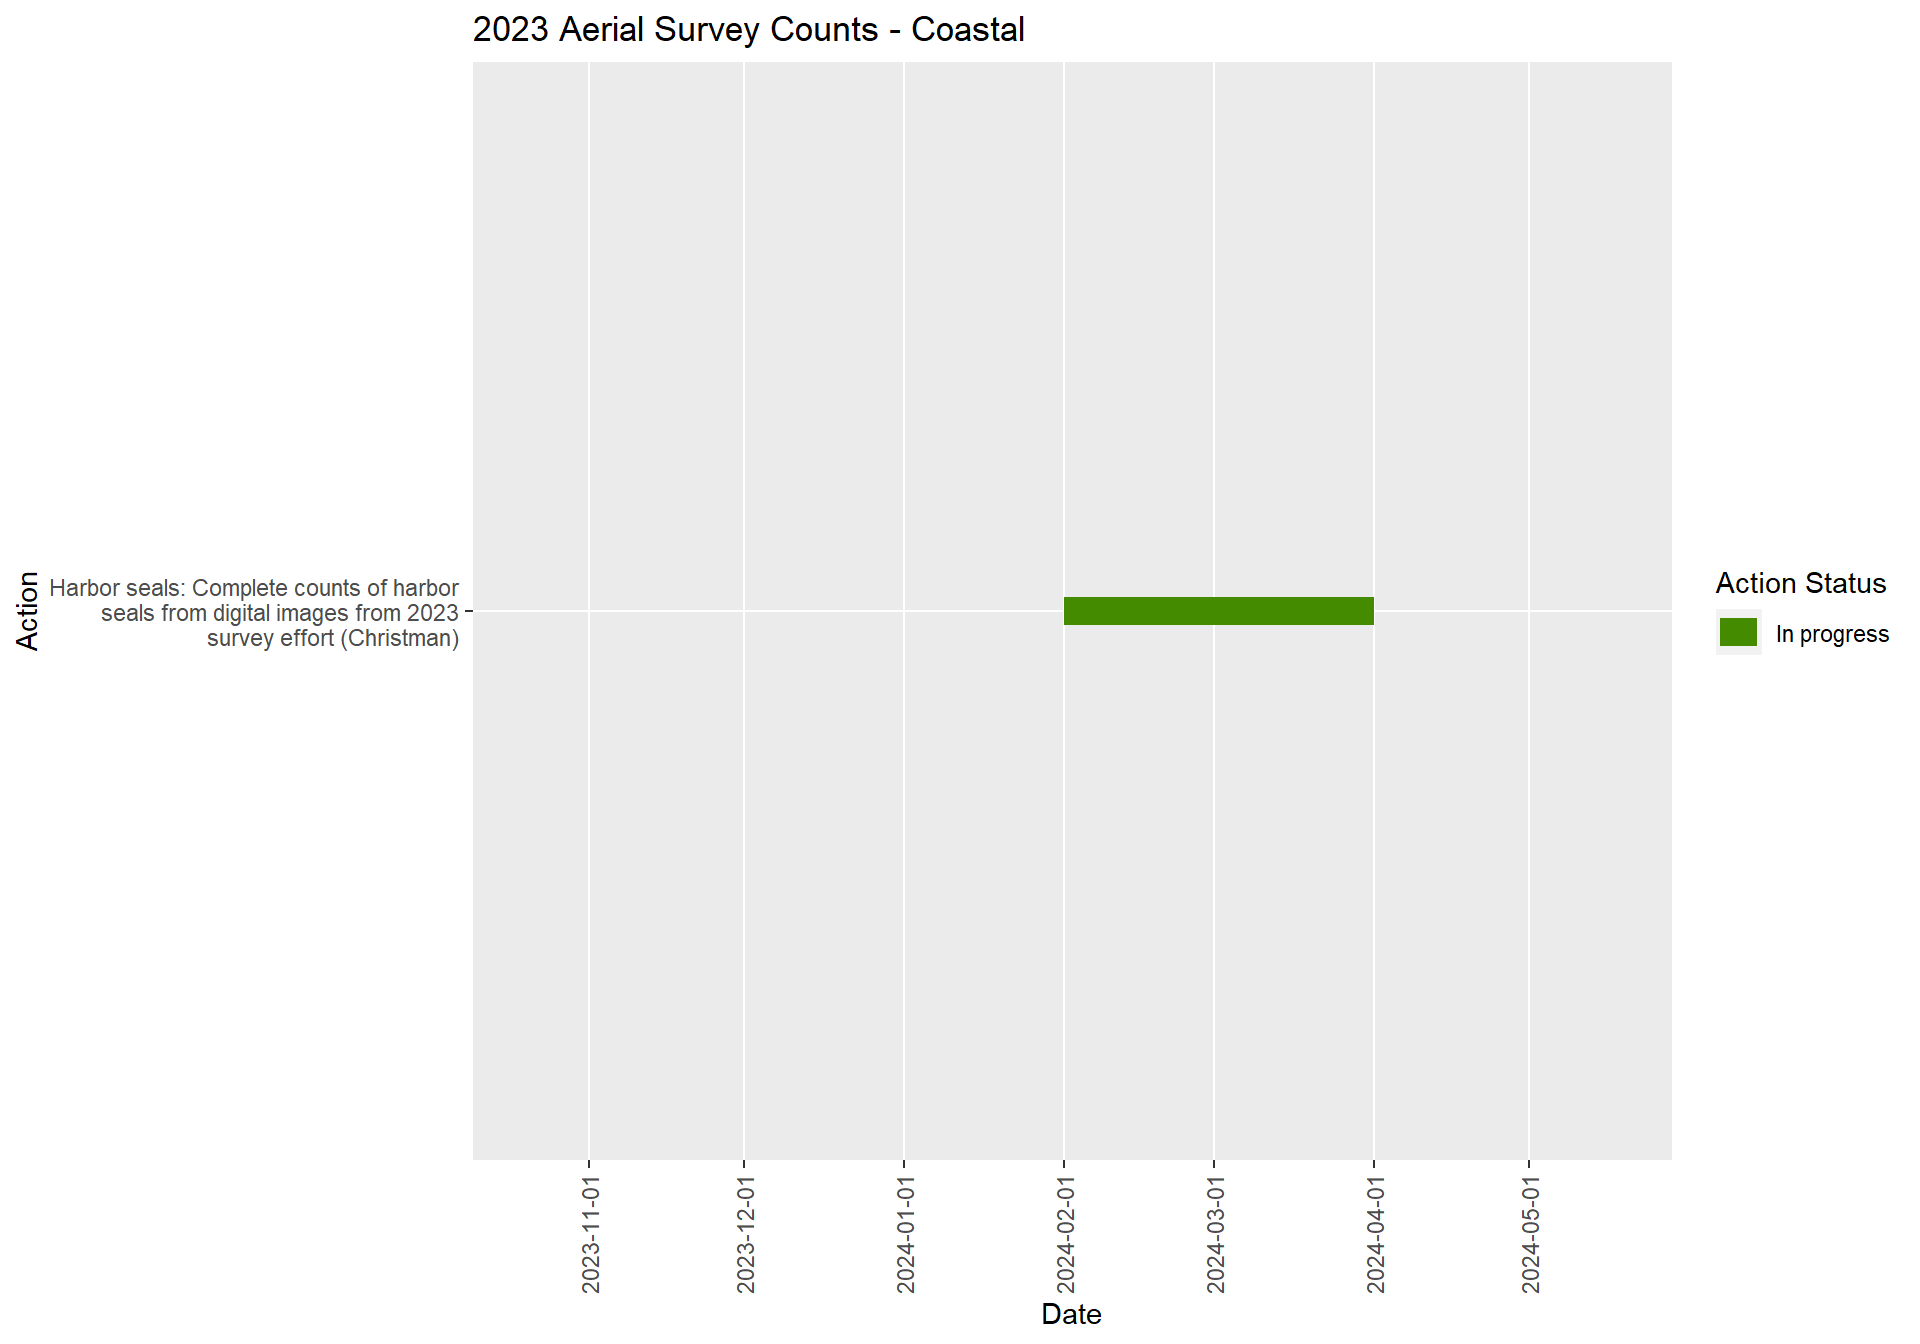 2023 Aerial Survey Counts - Coastal
Action
Harbor seals: Complete counts of harbor
seals from digital images from 2023
survey effort (Christman)
Action Status
In progress
2023-11-01
2023-12-01
2024-01-01
2024-02-01
2024-03-01
2024-04-01
2024-05-01
Date